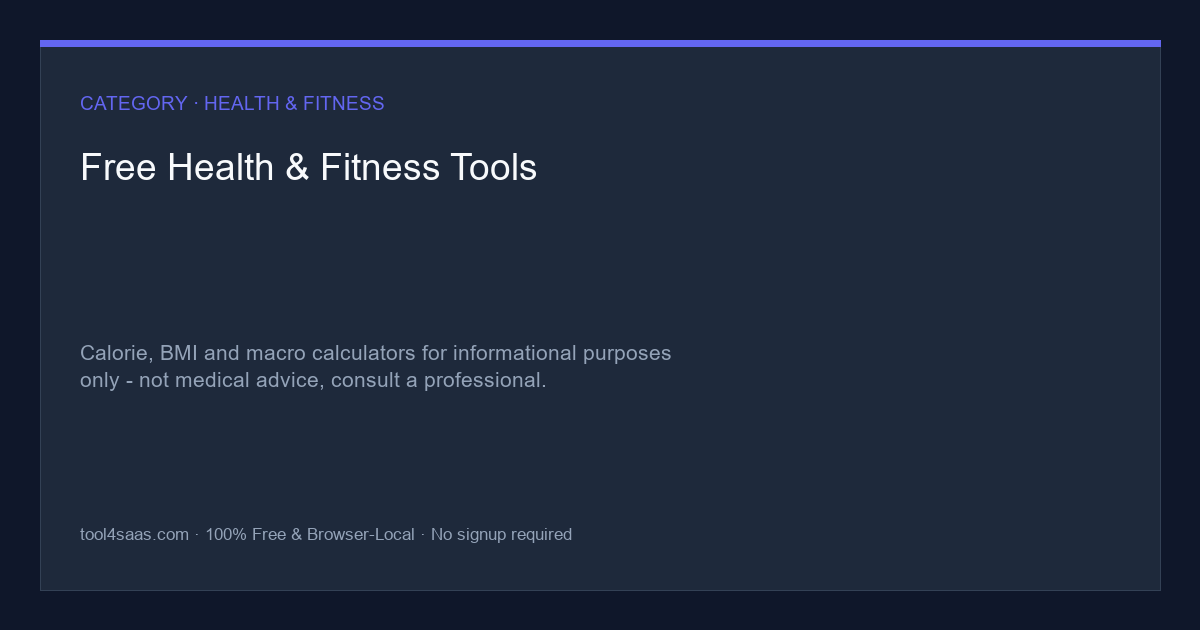 CATEGORY · HEALTH & FITNESS
Free Health & Fitness Tools
Calorie, BMI and macro calculators for informational purposes
only - not medical advice, consult a professional.
tool4saas.com · 100% Free & Browser-Local · No signup required